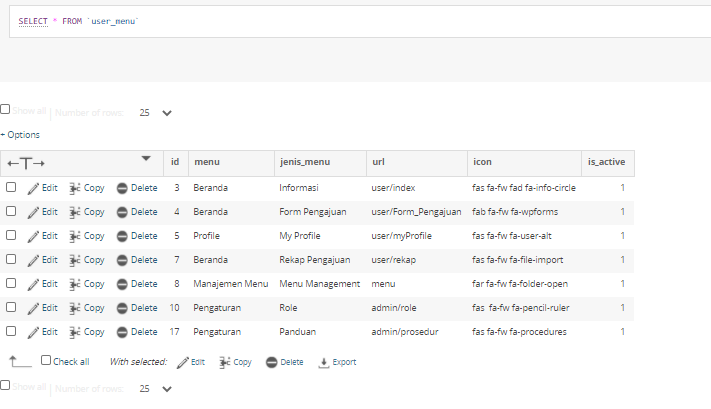 SELECT * FROM `user_menu`
Show all | Number of rows: 25
+ Options
←T→ id menu jenis_menu url icon is_active
Edit Copy Delete 3 Beranda Informasi user/index fas fa-fw fad fa-info-circle 1
Edit Copy Delete 4 Beranda Form Pengajuan user/Form_Pengajuan fab fa-fw fa-wpforms 1
Edit Copy Delete 5 Profile My Profile user/myProfile fas fa-fw fa-user-alt 1
Edit Copy Delete 7 Beranda Rekap Pengajuan user/rekap fas fa-fw fa-file-import 1
Edit Copy Delete 8 Manajemen Menu Menu Management menu far fa-fw fa-folder-open 1
Edit Copy Delete 10 Pengaturan Role admin/role fas fa-fw fa-pencil-ruler 1
Edit Copy Delete 17 Pengaturan Panduan admin/prosedur fas fa-fw fa-procedures 1
Check all With selected: Edit Copy Delete Export
Show all | Number of rows: 25